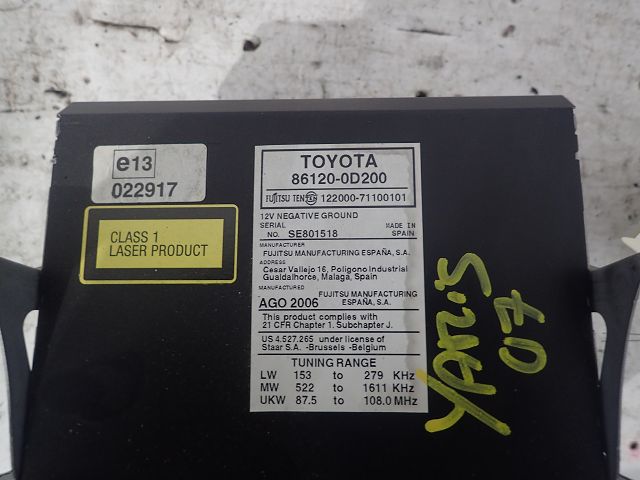 e13
022917
CLASS 1
LASER PRODUCT
TOYOTA
86120-0D200
FUJITSU TEN 122000-71100101
12V NEGATIVE GROUND
SERIAL
NO. SE801518
MADE IN
SPAIN
MANUFACTURER
FUJITSU MANUFACTURING ESPAÑA, S.A.
ADDRESS
Cesar Vallejo 16, Poligono Industrial
Gualdalhorce, Malaga, Spain
MANUFACTURED
AGO 2006
FUJITSU MANUFACTURING
ESPAÑA, S.A.
This product complies with
21 CFR Chapter 1. Subchapter J.
US 4.527.265 under license of
Staar S.A. -Brussels -Belgium
TUNING RANGE
LW 153 to 279 KHz
MW 522 to 1611 KHz
UKW 87.5 to 108.0 MHz
YARIS
07